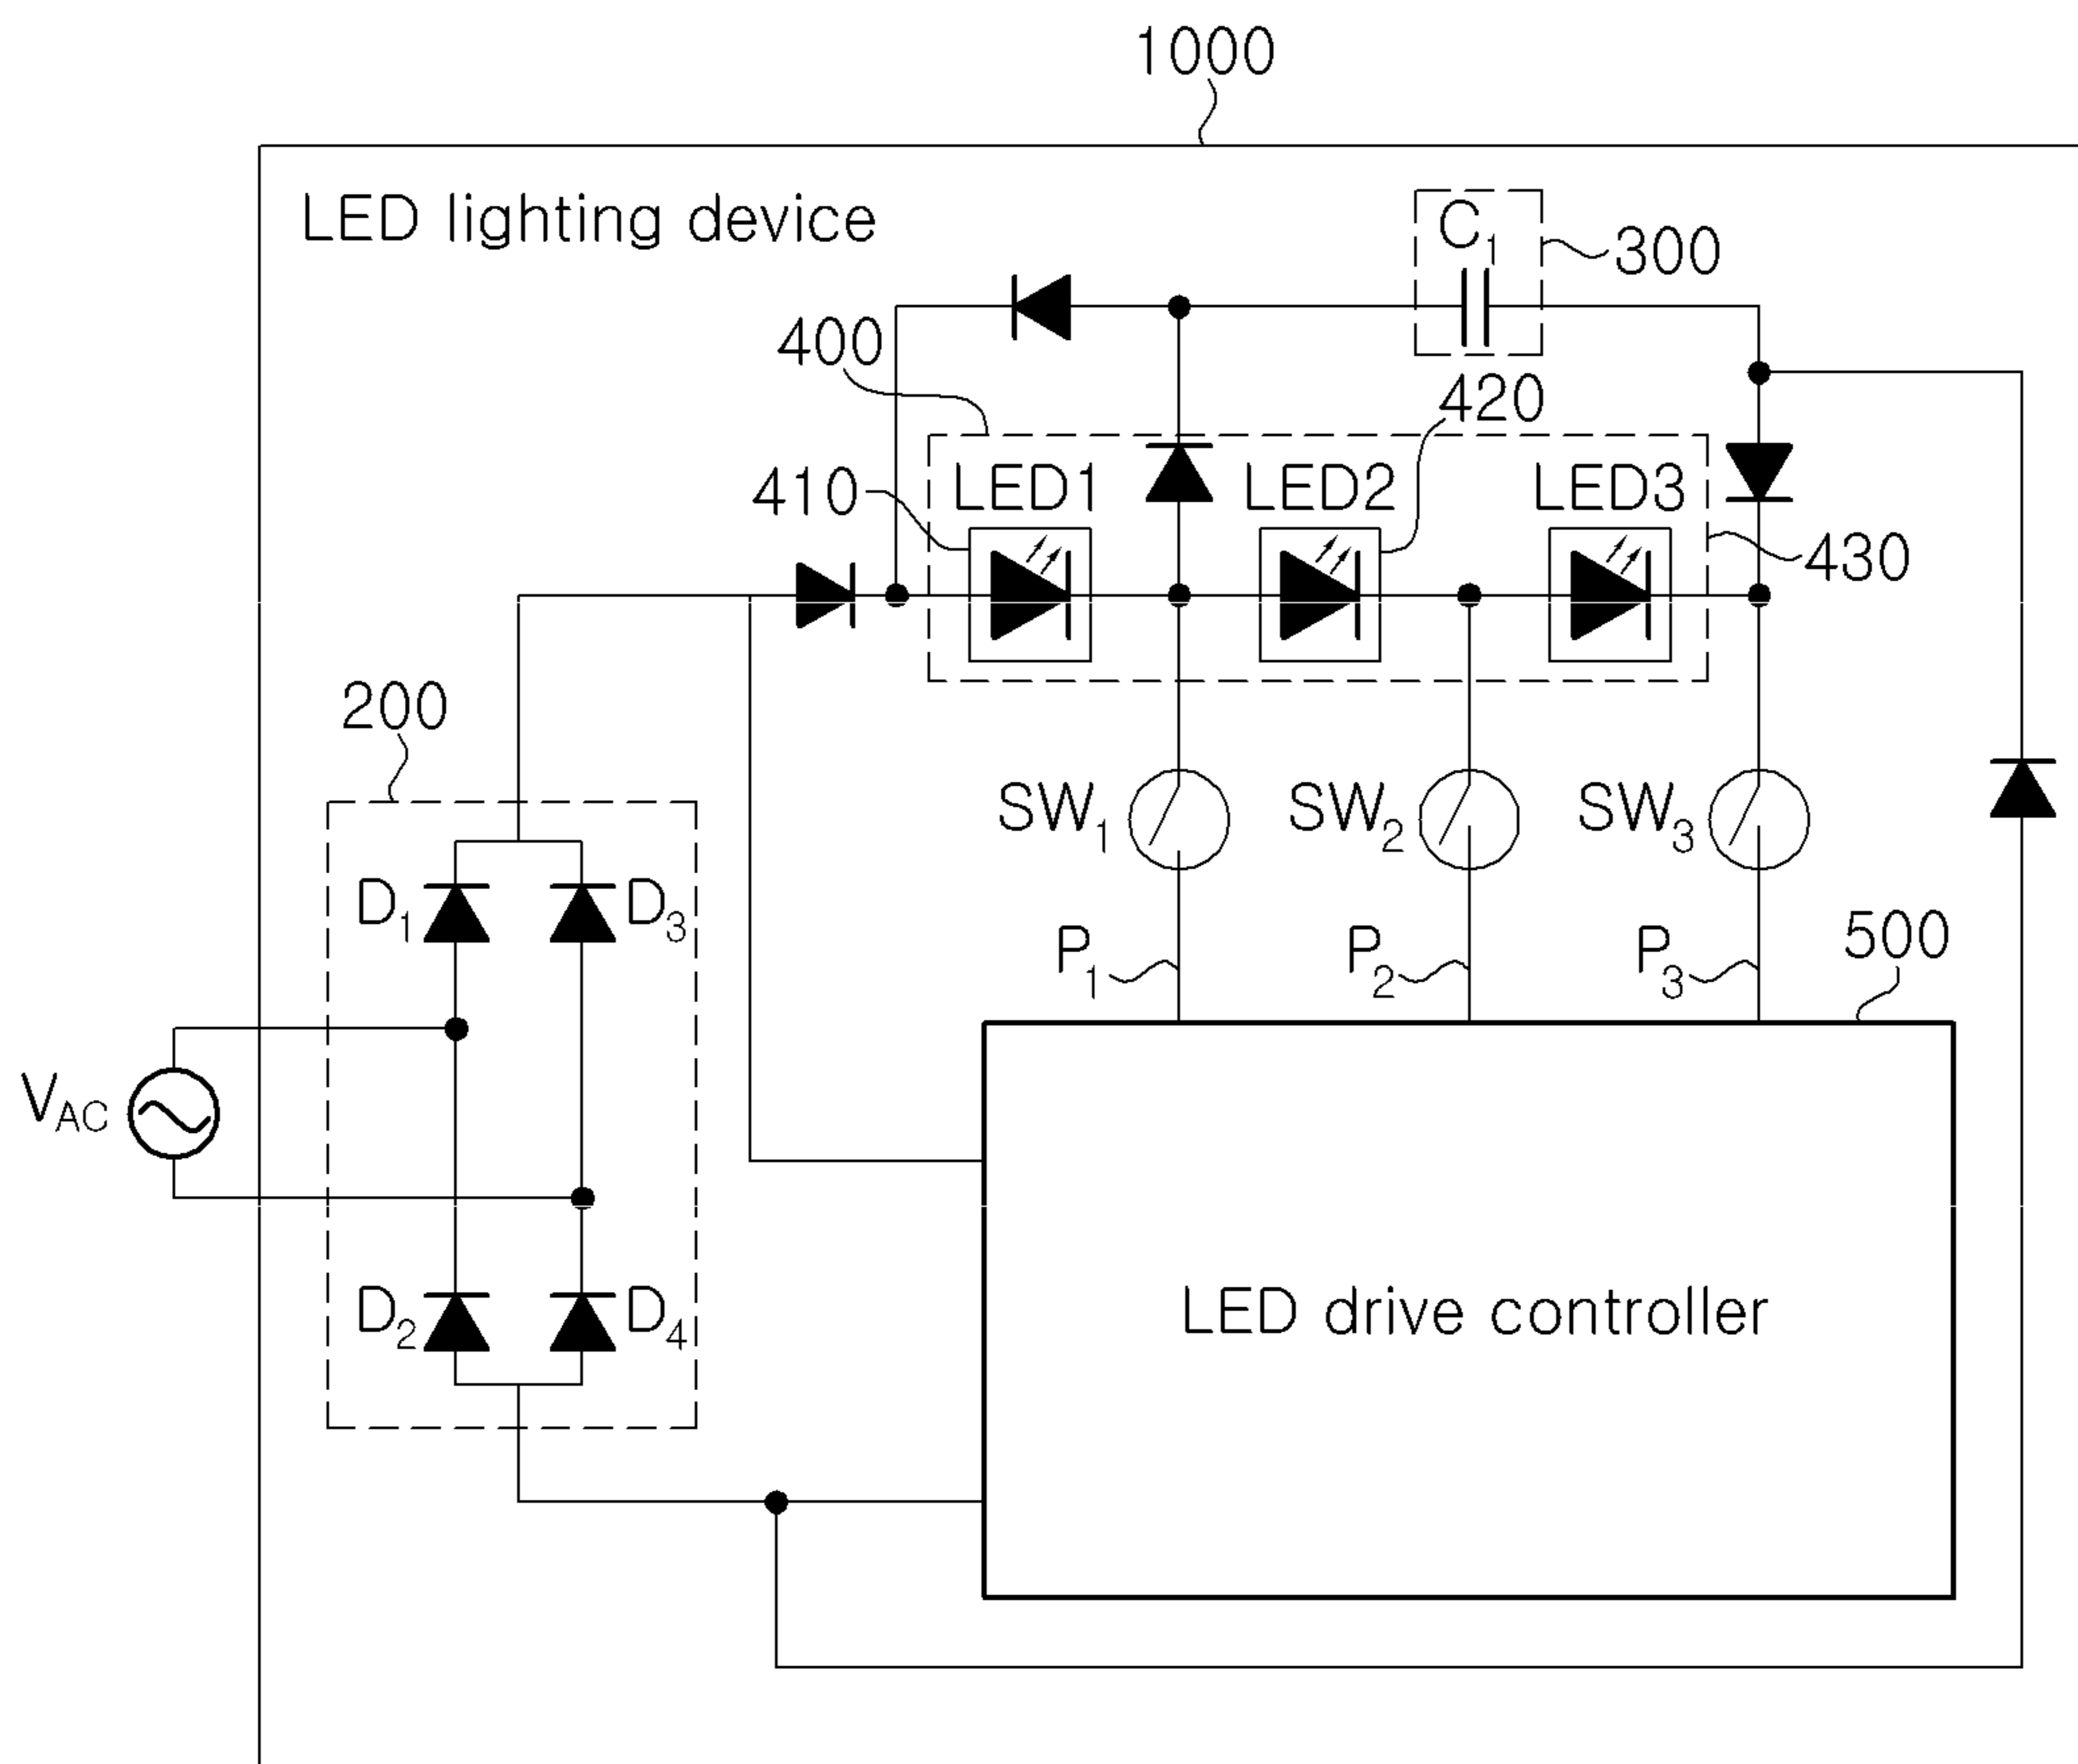 1000
LED lighting device
C1
300
400
420
410
LED1
LED2
LED3
430
200
SW1
SW2
SW3
D1
D3
P1
P2
P3
500
VAC
D2
D4
LED drive controller